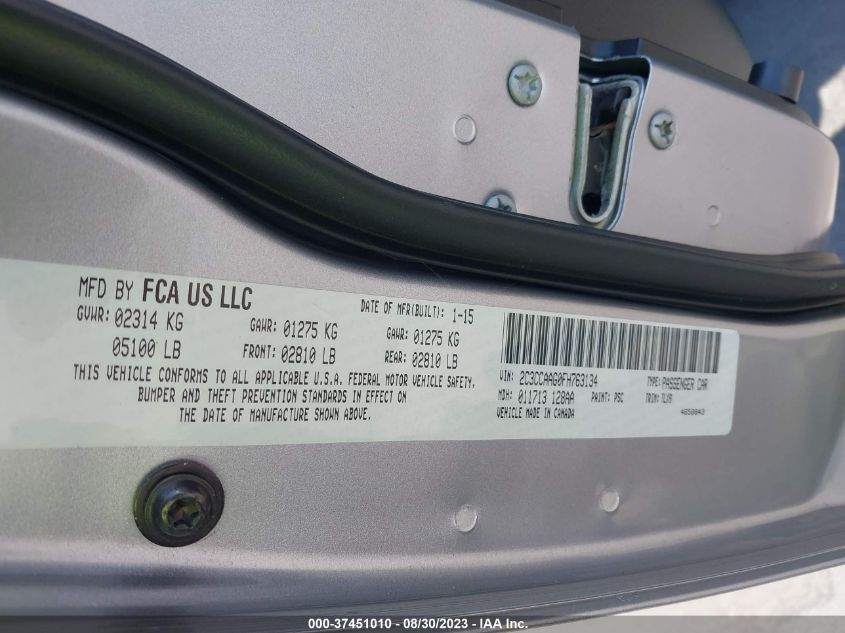 MFD BY FCA US LLC DATE OF MFR(BUILT): 1-15
GVWR: 02314 KG GAWR: 01275 KG GAWR: 01275 KG
05100 LB FRONT: 02810 LB REAR: 02810 LB
THIS VEHICLE CONFORMS TO ALL APPLICABLE U.S.A. FEDERAL MOTOR VEHICLE SAFETY,
BUMPER AND THEFT PREVENTION STANDARDS IN EFFECT ON
THE DATE OF MANUFACTURE SHOWN ABOVE.
VIN: 2C3CCAAG0FH763134 TYPE: PASSENGER CAR
MDH: 011713 128AA PAINT: PSC TRIM: TLX9
VEHICLE MADE IN CANADA
000-37451010 - 08/30/2023 - IAA Inc.